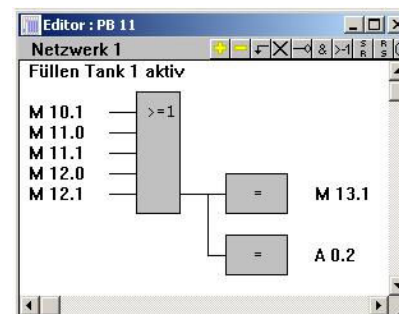 Editor : PB 11
Netzwerk 1
& >-1 S R R S
Füllen Tank 1 aktiv
M 10.1 >=1
M 11.0
M 11.1
M 12.0
M 12.1
= M 13.1
= A 0.2